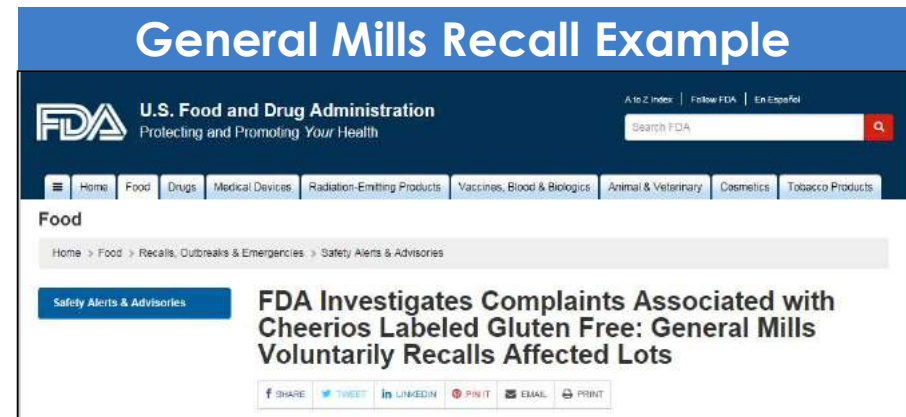 General Mills Recall Example
FDA U.S. Food and Drug Administration
Protecting and Promoting Your Health
A to Z Index | Follow FDA | En Español
Search FDA
Home Food Drugs Medical Devices Radiation-Emitting Products Vaccines, Blood & Biologics Animal & Veterinary Cosmetics Tobacco Products
Food
Home > Food > Recalls, Outbreaks & Emergencies > Safety Alerts & Advisories
Safety Alerts & Advisories
FDA Investigates Complaints Associated with
Cheerios Labeled Gluten Free: General Mills
Voluntarily Recalls Affected Lots
SHARE TWEET LINKEDIN PIN IT EMAIL PRINT